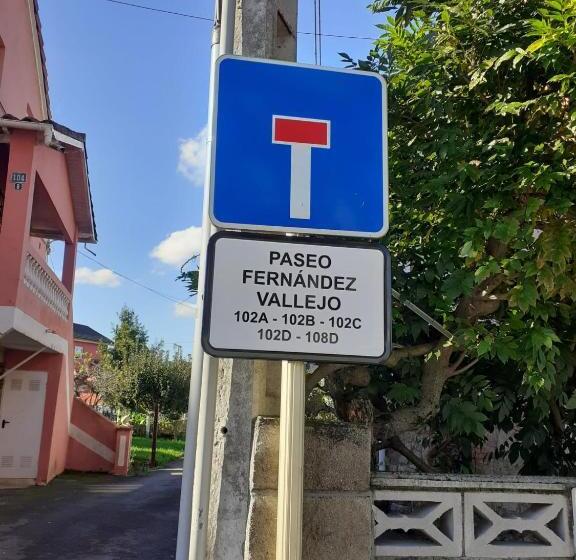 PASEO
FERNÁNDEZ
VALLEJO
102A - 102B - 102C
102D - 108D
104